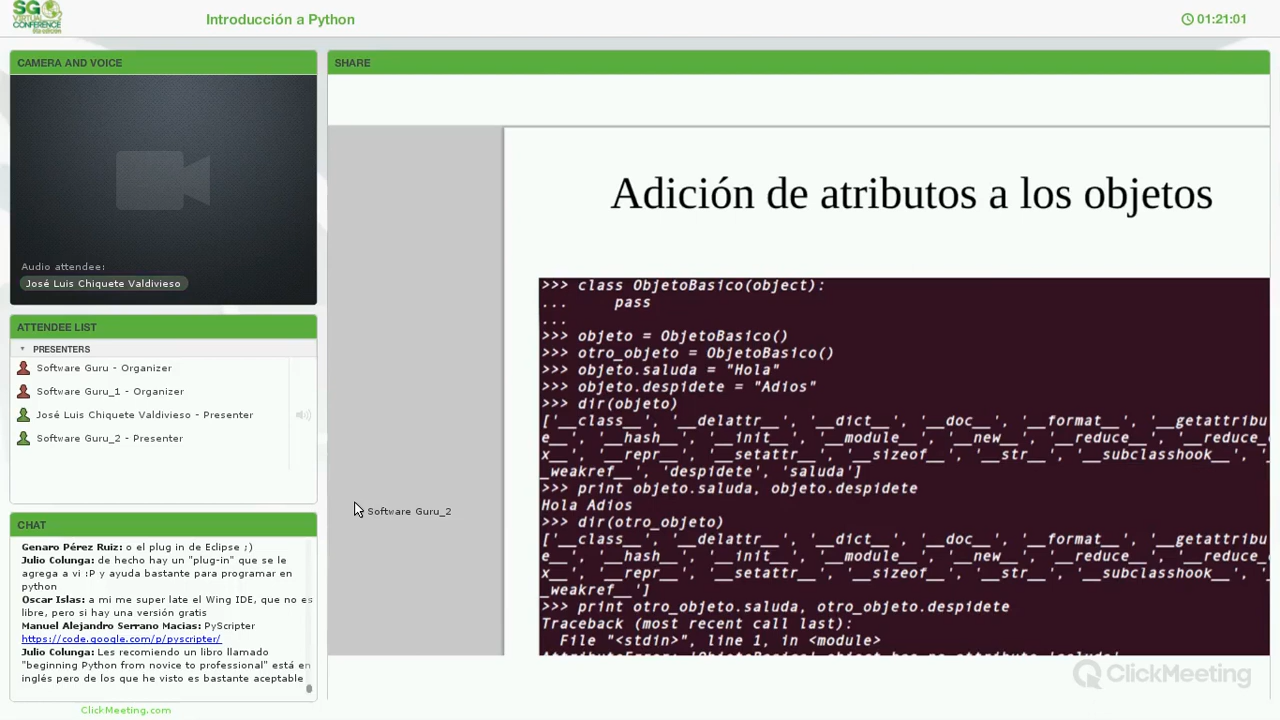 SG
VIRTUAL
CONFERENCE
Introducción a Python
01:21:01
CAMERA AND VOICE
Audio attendee:
José Luis Chiquete Valdivieso
ATTENDEE LIST
PRESENTERS
Software Guru - Organizer
Software Guru_1 - Organizer
José Luis Chiquete Valdivieso - Presenter
Software Guru_2 - Presenter
CHAT
Genaro Pérez Ruiz: o el plug in de Eclipse ;)
Julio Colunga: de hecho hay un "plug-in" que se le
agrega a vi :P y ayuda bastante para programar en
python
Oscar Islas: a mi me super late el Wing IDE, que no es
libre, pero si hay una versión gratis
Manuel Alejandro Serrano Macias: PyScripter
https://code.google.com/p/pyscripter/
Julio Colunga: Les recomiendo un libro llamado
"beginning Python from novice to professional" está en
inglés pero de los que he visto es bastante aceptable
ClickMeeting.com
SHARE
Adición de atributos a los objetos
>>> class ObjetoBasico(object):
...     pass
...
>>> objeto = ObjetoBasico()
>>> otro_objeto = ObjetoBasico()
>>> objeto.saluda = "Hola"
>>> objeto.despidete = "Adios"
>>> dir(objeto)
['__class__', '__delattr__', '__dict__', '__doc__', '__format__', '__getattribu
e__', '__hash__', '__init__', '__module__', '__new__', '__reduce__', '__reduce_
x__', '__repr__', '__setattr__', '__sizeof__', '__str__', '__subclasshook__', '_
_weakref__', 'despidete', 'saluda']
>>> print objeto.saluda, objeto.despidete
Hola Adios
>>> dir(otro_objeto)
['__class__', '__delattr__', '__dict__', '__doc__', '__format__', '__getattribu
e__', '__hash__', '__init__', '__module__', '__new__', '__reduce__', '__reduce_
x__', '__repr__', '__setattr__', '__sizeof__', '__str__', '__subclasshook__', '_
_weakref__']
>>> print otro_objeto.saluda, otro_objeto.despidete
Traceback (most recent call last):
  File "<stdin>", line 1, in <module>
AttributeError: 'ObjetoBasico' object has no attribute 'saluda'
Software Guru_2
ClickMeeting